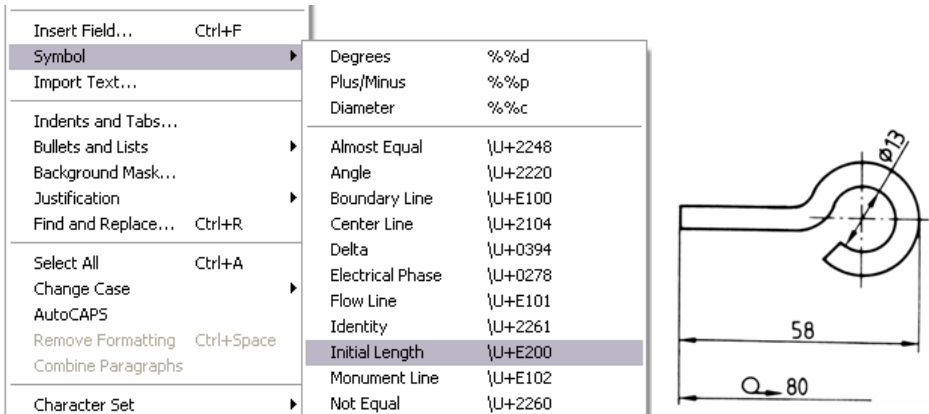 Insert Field... Ctrl+F
Symbol
Import Text...
Indents and Tabs...
Bullets and Lists
Background Mask...
Justification
Find and Replace... Ctrl+R
Select All Ctrl+A
Change Case
AutoCAPS
Remove Formatting Ctrl+Space
Combine Paragraphs
Character Set
Degrees %%d
Plus/Minus %%p
Diameter %%c
Almost Equal \U+2248
Angle \U+2220
Boundary Line \U+E100
Center Line \U+2104
Delta \U+0394
Electrical Phase \U+0278
Flow Line \U+E101
Identity \U+2261
Initial Length \U+E200
Monument Line \U+E102
Not Equal \U+2260
ϕ13
58
80